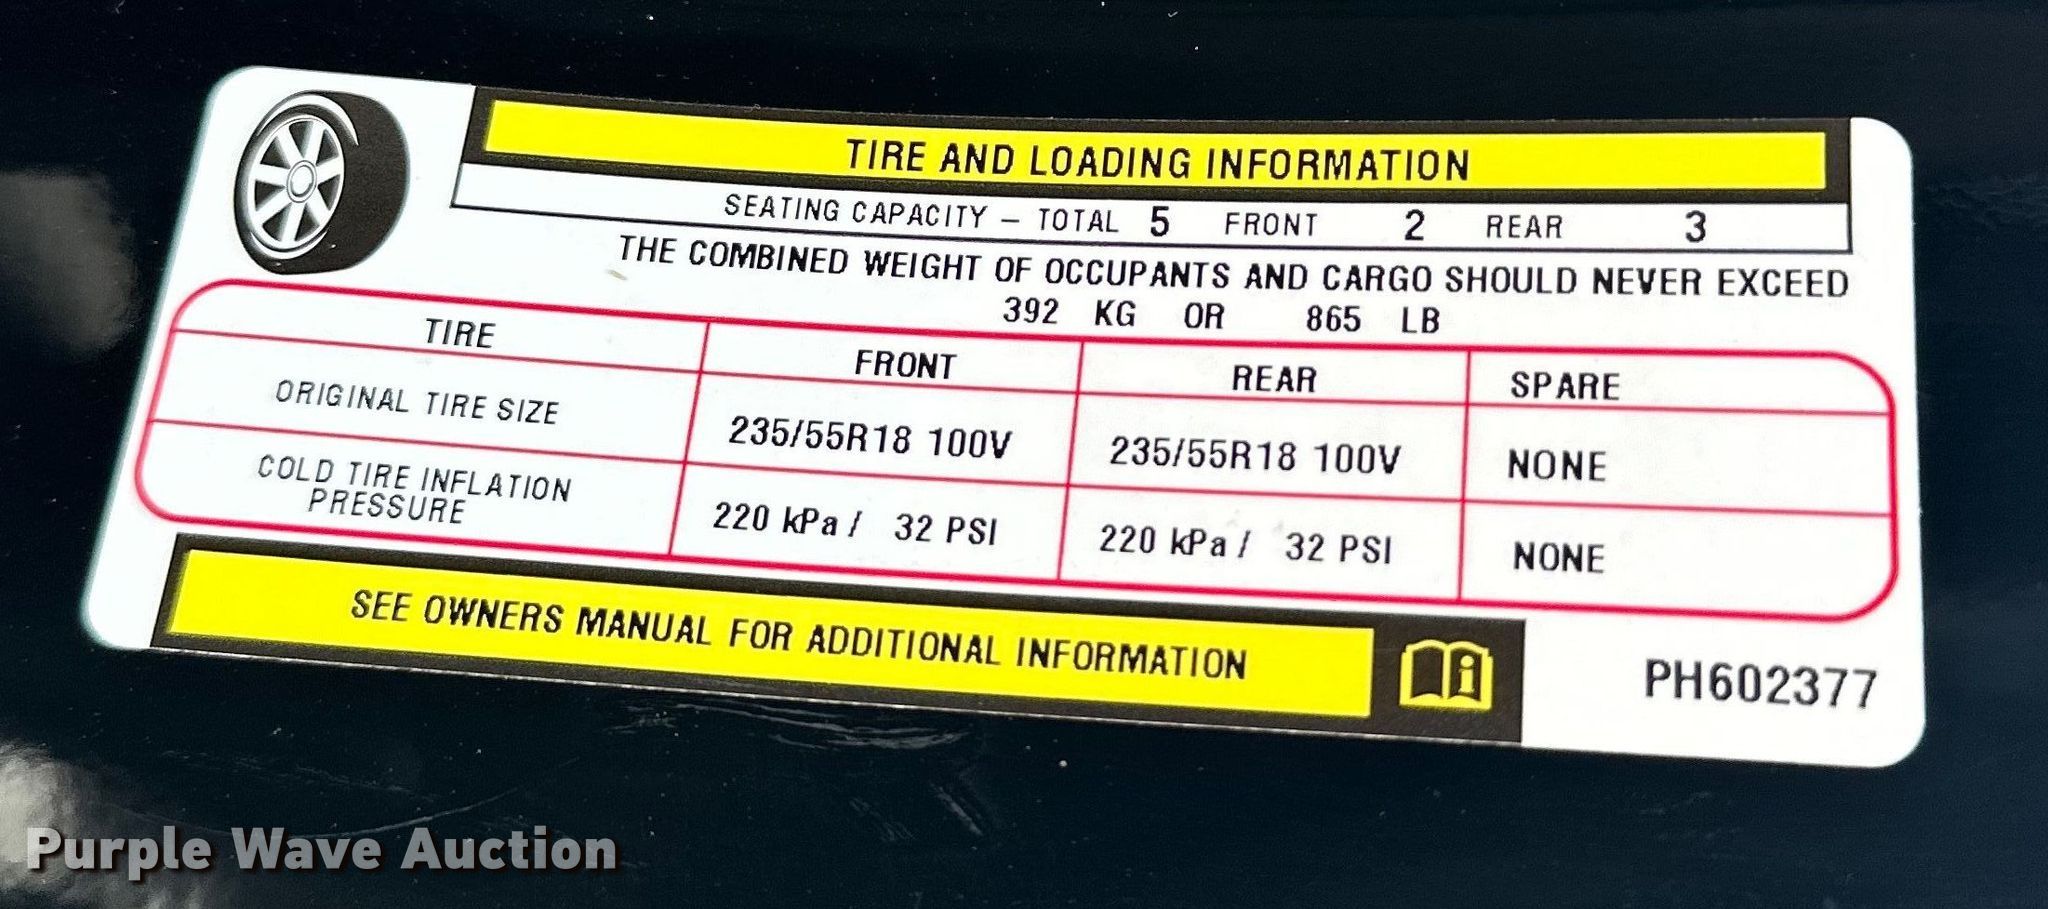 TIRE AND LOADING INFORMATION
SEATING CAPACITY – TOTAL 5 FRONT 2 REAR 3
THE COMBINED WEIGHT OF OCCUPANTS AND CARGO SHOULD NEVER EXCEED
392 KG OR 865 LB
TIRE FRONT REAR SPARE
ORIGINAL TIRE SIZE 235/55R18 100V 235/55R18 100V NONE
COLD TIRE INFLATION
PRESSURE 220 kPa / 32 PSI 220 kPa / 32 PSI NONE
SEE OWNERS MANUAL FOR ADDITIONAL INFORMATION
PH602377
Purple Wave Auction